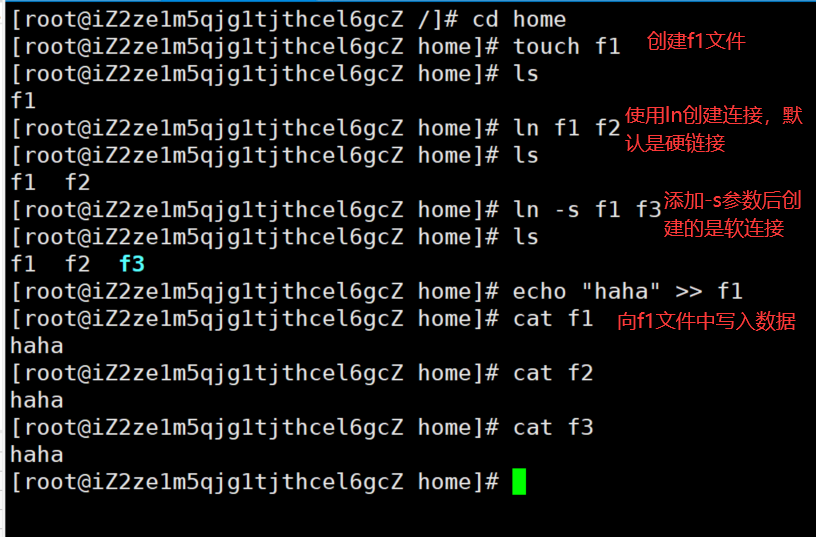 [root@iZ2ze1m5qjg1tjthcel6gcZ /]# cd home
[root@iZ2ze1m5qjg1tjthcel6gcZ home]# touch f1 创建f1文件
[root@iZ2ze1m5qjg1tjthcel6gcZ home]# ls
f1
[root@iZ2ze1m5qjg1tjthcel6gcZ home]# ln f1 f2 使用ln创建连接，默
[root@iZ2ze1m5qjg1tjthcel6gcZ home]# ls 认是硬链接
f1 f2
[root@iZ2ze1m5qjg1tjthcel6gcZ home]# ln -s f1 f3 添加-s参数后创
[root@iZ2ze1m5qjg1tjthcel6gcZ home]# ls 建的是软连接
f1 f2 f3
[root@iZ2ze1m5qjg1tjthcel6gcZ home]# echo "haha" >> f1
[root@iZ2ze1m5qjg1tjthcel6gcZ home]# cat f1 向f1文件中写入数据
haha
[root@iZ2ze1m5qjg1tjthcel6gcZ home]# cat f2
haha
[root@iZ2ze1m5qjg1tjthcel6gcZ home]# cat f3
haha
[root@iZ2ze1m5qjg1tjthcel6gcZ home]#